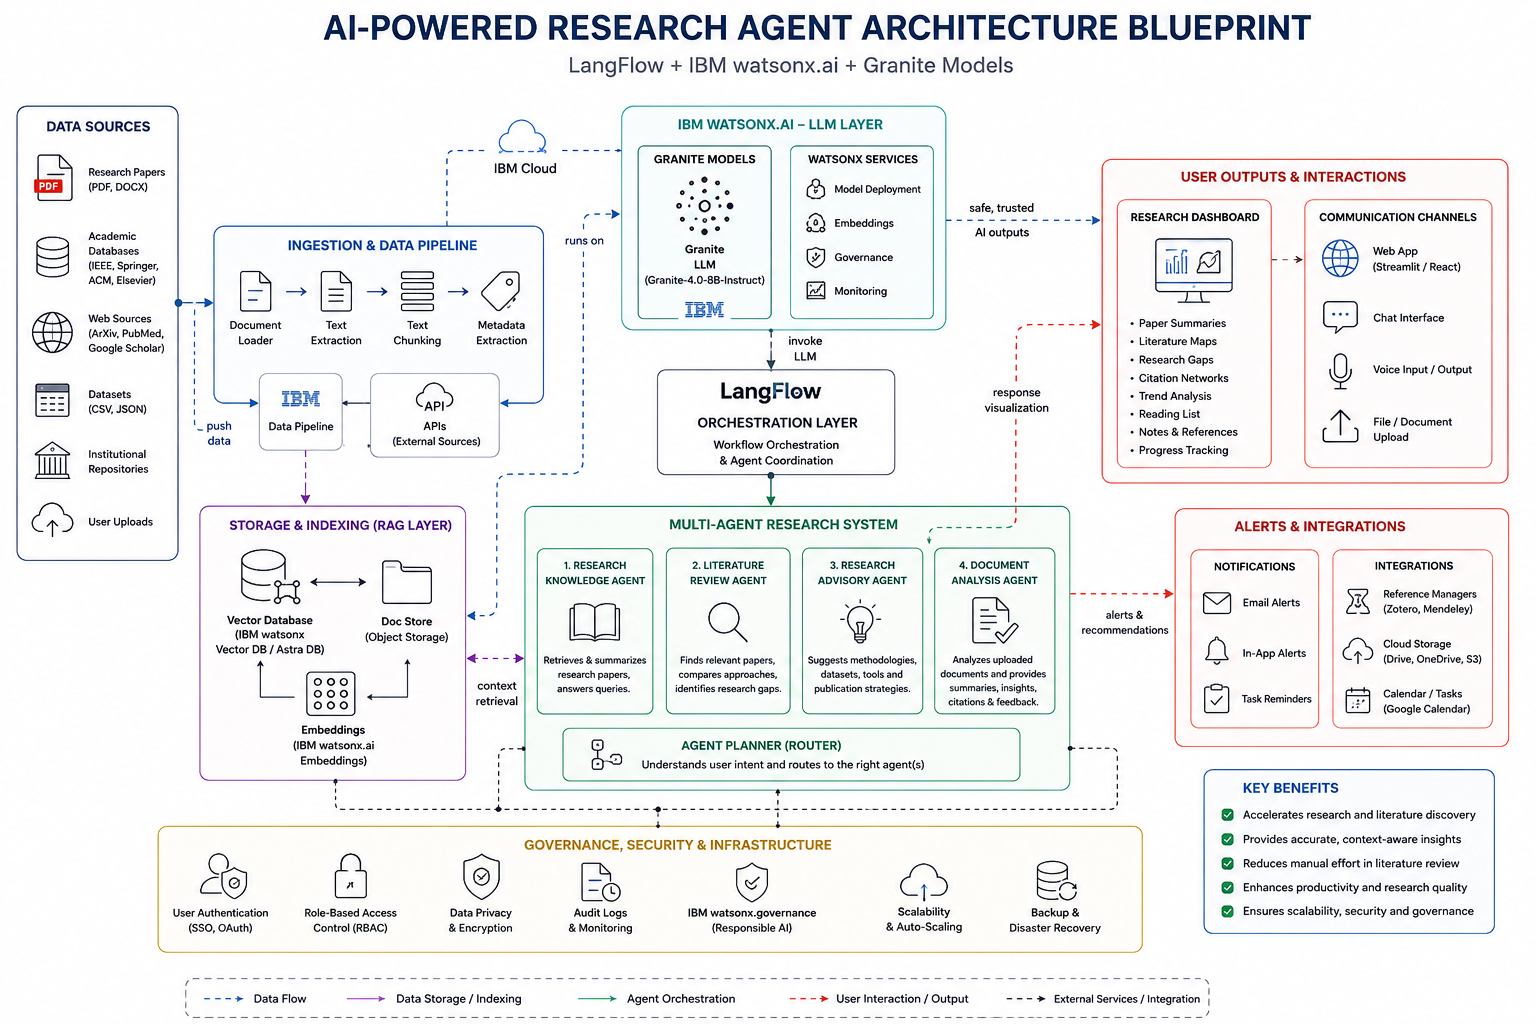 AI-POWERED RESEARCH AGENT ARCHITECTURE BLUEPRINT
LangFlow + IBM watsonx.ai + Granite Models
DATA SOURCES
PDF
Research Papers
(PDF, DOCX)
Academic
Databases
(IEEE, Springer,
ACM, Elsevier)
Web Sources
(ArXiv, PubMed,
Google Scholar)
Datasets
(CSV, JSON)
Institutional
Repositories
User Uploads
push
data
IBM Cloud
INGESTION & DATA PIPELINE
Document
Loader
Text
Extraction
Text
Chunking
Metadata
Extraction
IBM
Data Pipeline
API
APIs
(External Sources)
runs on
IBM WATSONX.AI – LLM LAYER
GRANITE MODELS
Granite
LLM
(Granite-4.0-8B-Instruct)
IBM
WATSONX SERVICES
Model Deployment
Embeddings
Governance
Monitoring
safe, trusted
AI outputs
invoke
LLM
LangFlow
ORCHESTRATION LAYER
Workflow Orchestration
& Agent Coordination
response
visualization
USER OUTPUTS & INTERACTIONS
RESEARCH DASHBOARD
• Paper Summaries
• Literature Maps
• Research Gaps
• Citation Networks
• Trend Analysis
• Reading List
• Notes & References
• Progress Tracking
COMMUNICATION CHANNELS
Web App
(Streamlit / React)
Chat Interface
Voice Input / Output
File / Document
Upload
STORAGE & INDEXING (RAG LAYER)
Vector Database
(IBM watsonx
Vector DB / Astra DB)
Doc Store
(Object Storage)
Embeddings
(IBM watsonx.ai
Embeddings)
context
retrieval
MULTI-AGENT RESEARCH SYSTEM
1. RESEARCH
KNOWLEDGE AGENT
Retrieves & summarizes
research papers,
answers queries.
2. LITERATURE
REVIEW AGENT
Finds relevant papers,
compares approaches,
identifies research gaps.
3. RESEARCH
ADVISORY AGENT
Suggests methodologies,
datasets, tools and
publication strategies.
4. DOCUMENT
ANALYSIS AGENT
Analyzes uploaded
documents and provides
summaries, insights,
citations & feedback.
AGENT PLANNER (ROUTER)
Understands user intent and routes to the right agent(s)
alerts &
recommendations
ALERTS & INTEGRATIONS
NOTIFICATIONS
Email Alerts
In-App Alerts
Task Reminders
INTEGRATIONS
Reference Managers
(Zotero, Mendeley)
Cloud Storage
(Drive, OneDrive, S3)
Calendar / Tasks
(Google Calendar)
KEY BENEFITS
Accelerates research and literature discovery
Provides accurate, context-aware insights
Reduces manual effort in literature review
Enhances productivity and research quality
Ensures scalability, security and governance
GOVERNANCE, SECURITY & INFRASTRUCTURE
User Authentication
(SSO, OAuth)
Role-Based Access
Control (RBAC)
Data Privacy
& Encryption
Audit Logs
& Monitoring
IBM watsonx.governance
(Responsible AI)
Scalability
& Auto-Scaling
Backup &
Disaster Recovery
Data Flow
Data Storage / Indexing
Agent Orchestration
User Interaction / Output
External Services / Integration